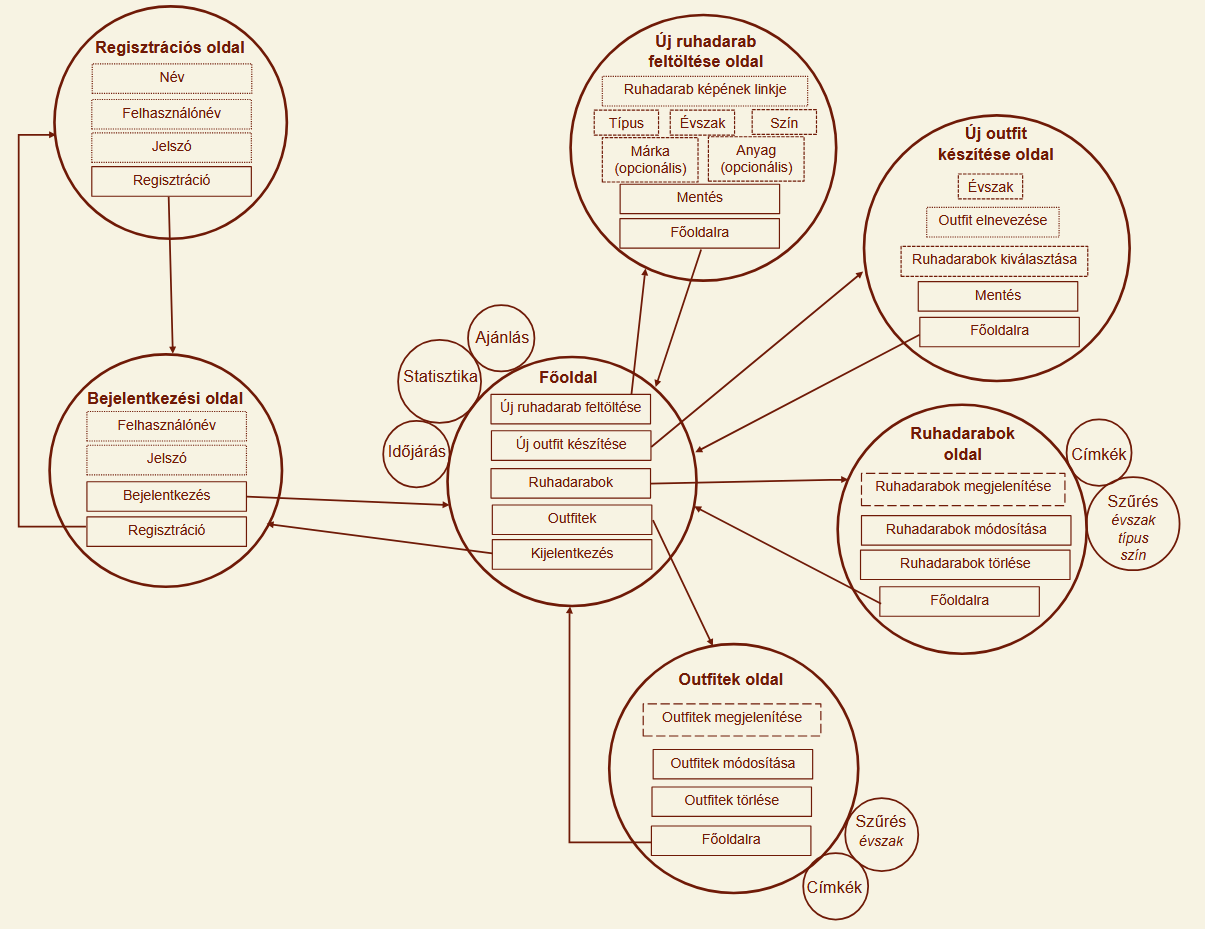 Regisztrációs oldal
Név
Felhasználónév
Jelszó
Regisztráció
Új ruhadarab
feltöltése oldal
Ruhadarab képének linkje
Típus
Évszak
Szín
Márka
(opcionális)
Anyag
(opcionális)
Mentés
Főoldalra
Új outfit
készítése oldal
Évszak
Outfit elnevezése
Ruhadarabok kiválasztása
Mentés
Főoldalra
Ajánlás
Statisztika
Időjárás
Főoldal
Új ruhadarab feltöltése
Új outfit készítése
Ruhadarabok
Outfitek
Kijelentkezés
Bejelentkezési oldal
Felhasználónév
Jelszó
Bejelentkezés
Regisztráció
Ruhadarabok
oldal
Ruhadarabok megjelenítése
Ruhadarabok módosítása
Ruhadarabok törlése
Főoldalra
Címkék
Szűrés
évszak
típus
szín
Outfitek oldal
Outfitek megjelenítése
Outfitek módosítása
Outfitek törlése
Főoldalra
Szűrés
évszak
Címkék